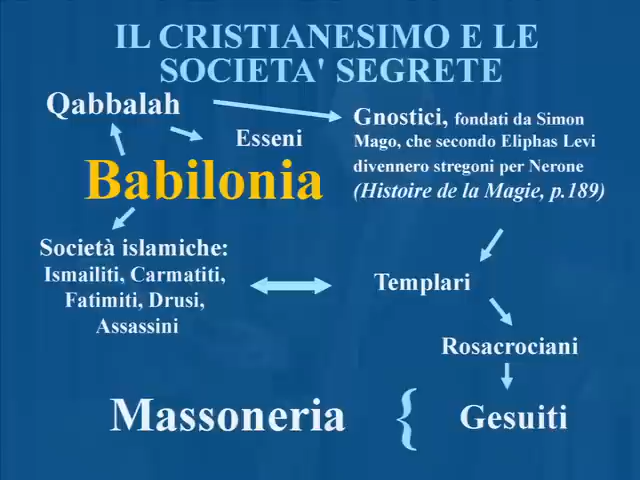 IL CRISTIANESIMO E LE
SOCIETA' SEGRETE
Qabbalah
Esseni
Gnostici, fondati da Simon
Mago, che secondo Eliphas Levi
divennero stregoni per Nerone
(Histoire de la Magie, p.189)
Babilonia
Società islamiche:
Ismailiti, Carmatiti,
Fatimiti, Drusi,
Assassini
Templari
Rosacrociani
Massoneria { Gesuiti